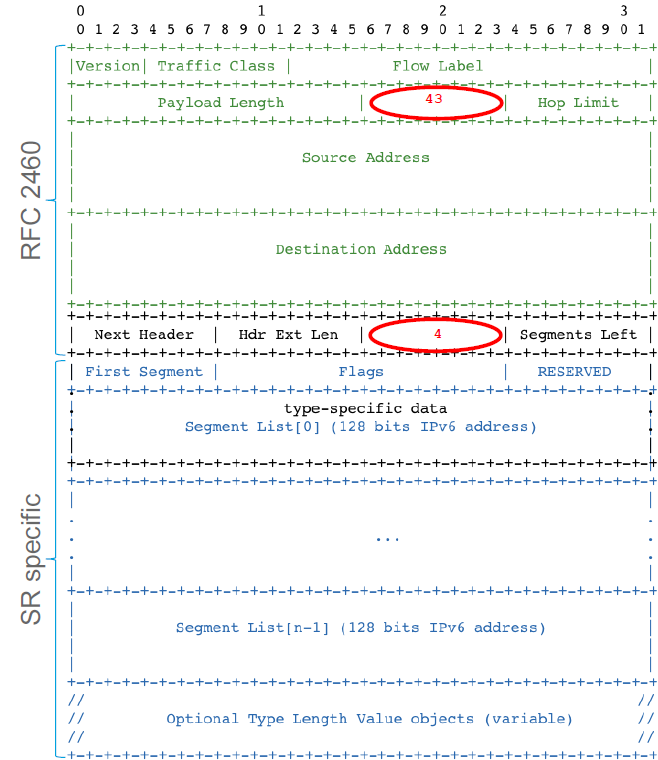 0 1 2 3
0 1 2 3 4 5 6 7 8 9 0 1 2 3 4 5 6 7 8 9 0 1 2 3 4 5 6 7 8 9 0 1
+-+-+-+-+-+-+-+-+-+-+-+-+-+-+-+-+-+-+-+-+-+-+-+-+-+-+-+-+-+-+-+-+
|Version| Traffic Class | Flow Label |
+-+-+-+-+-+-+-+-+-+-+-+-+-+-+-+-+-+-+-+-+-+-+-+-+-+-+-+-+-+-+-+-+
| Payload Length | 43 | Hop Limit |
+-+-+-+-+-+-+-+-+-+-+-+-+-+-+-+-+-+-+-+-+-+-+-+-+-+-+-+-+-+-+-+-+
| Source Address |
+-+-+-+-+-+-+-+-+-+-+-+-+-+-+-+-+-+-+-+-+-+-+-+-+-+-+-+-+-+-+-+-+
| Destination Address |
+-+-+-+-+-+-+-+-+-+-+-+-+-+-+-+-+-+-+-+-+-+-+-+-+-+-+-+-+-+-+-+-+
RFC 2460
+-+-+-+-+-+-+-+-+-+-+-+-+-+-+-+-+-+-+-+-+-+-+-+-+-+-+-+-+-+-+-+-+
| Next Header | Hdr Ext Len | 4 | Segments Left |
+-+-+-+-+-+-+-+-+-+-+-+-+-+-+-+-+-+-+-+-+-+-+-+-+-+-+-+-+-+-+-+-+
| First Segment | Flags | RESERVED |
+-+-+-+-+-+-+-+-+-+-+-+-+-+-+-+-+-+-+-+-+-+-+-+-+-+-+-+-+-+-+-+-+
type-specific data
Segment List[0] (128 bits IPv6 address)
+-+-+-+-+-+-+-+-+-+-+-+-+-+-+-+-+-+-+-+-+-+-+-+-+-+-+-+-+-+-+-+-+
+-+-+-+-+-+-+-+-+-+-+-+-+-+-+-+-+-+-+-+-+-+-+-+-+-+-+-+-+-+-+-+-+
...
+-+-+-+-+-+-+-+-+-+-+-+-+-+-+-+-+-+-+-+-+-+-+-+-+-+-+-+-+-+-+-+-+
SR specific
| Segment List[n-1] (128 bits IPv6 address) |
+-+-+-+-+-+-+-+-+-+-+-+-+-+-+-+-+-+-+-+-+-+-+-+-+-+-+-+-+-+-+-+-+
// //
// Optional Type Length Value objects (variable) //
// //
+-+-+-+-+-+-+-+-+-+-+-+-+-+-+-+-+-+-+-+-+-+-+-+-+-+-+-+-+-+-+-+-+